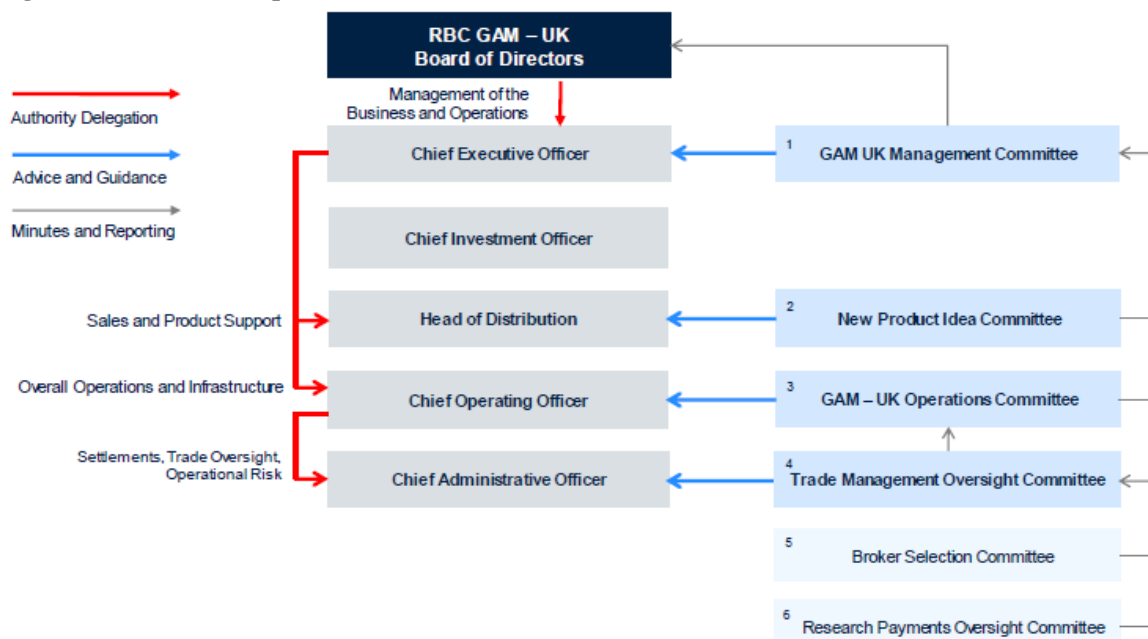 RBC GAM – UK
Board of Directors
Management of the
Business and Operations
Authority Delegation
Advice and Guidance
Minutes and Reporting
Chief Executive Officer
1 GAM UK Management Committee
Chief Investment Officer
Sales and Product Support
Head of Distribution
2 New Product Idea Committee
Overall Operations and Infrastructure
Chief Operating Officer
3 GAM – UK Operations Committee
Settlements, Trade Oversight,
Operational Risk
Chief Administrative Officer
4 Trade Management Oversight Committee
5 Broker Selection Committee
6 Research Payments Oversight Committee